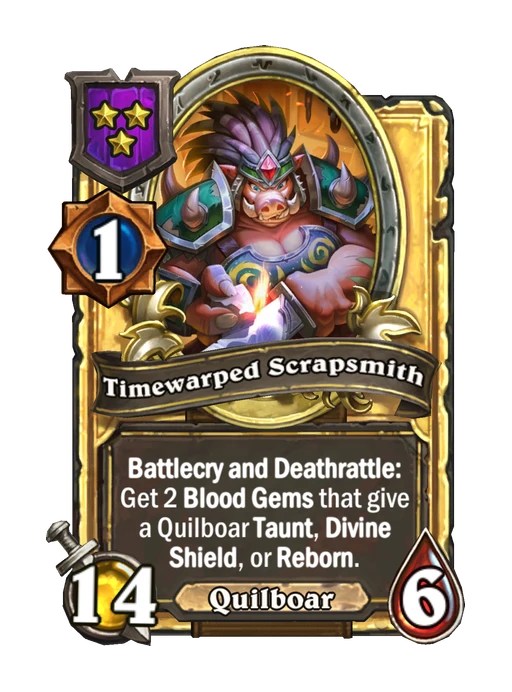 1
Timewarped Scrapsmith
Battlecry and Deathrattle:
Get 2 Blood Gems that give
a Quilboar Taunt, Divine
Shield, or Reborn.
14
Quilboar
6